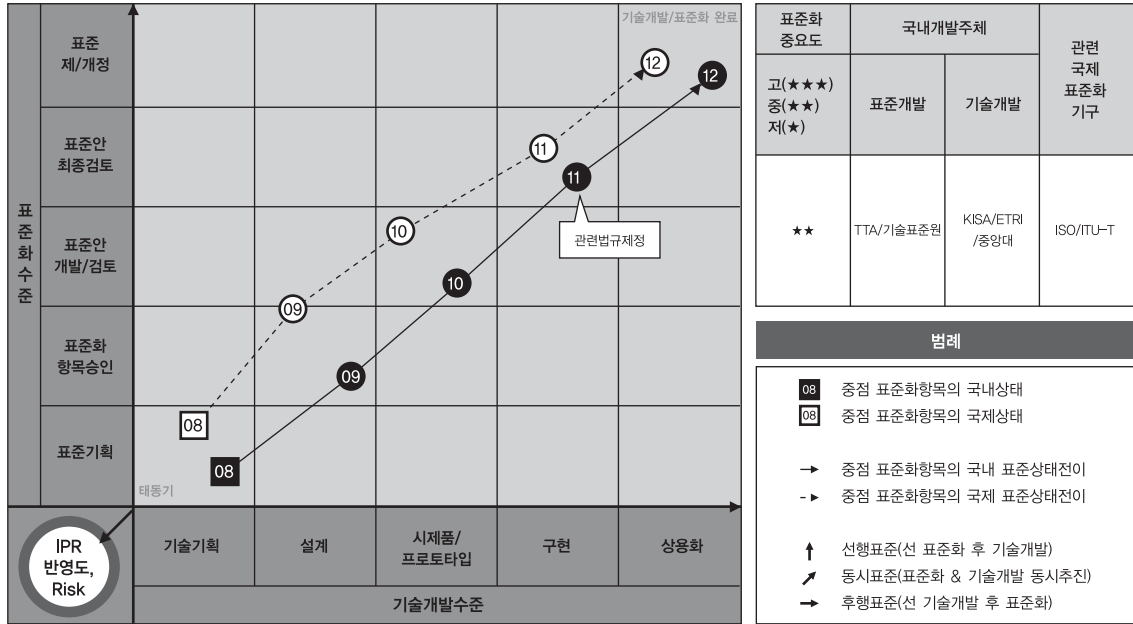 기술개발/표준화 완료
표준
제/개정
표준안
최종검토
표준안
개발/검토
표준화
항목승인
표준기획
표준화수준
12
12
11
11
10
10
09
09
08
08
관련법규제정
태동기
IPR
반영도,
Risk
기술기획
설계
시제품/
프로토타입
구현
상용화
기술개발수준
표준화
중요도
국내개발주체
관련
국제
표준화
기구
고(★★★)
중(★★)
저(★)
표준개발
기술개발
★★
TTA/기술표준원
KISA/ETRI
/중앙대
ISO/ITU-T
범례
08 중점 표준화항목의 국내상태
08 중점 표준화항목의 국제상태
중점 표준화항목의 국내 표준상태전이
중점 표준화항목의 국제 표준상태전이
선행표준(선 표준화 후 기술개발)
동시표준(표준화 & 기술개발 동시추진)
후행표준(선 기술개발 후 표준화)